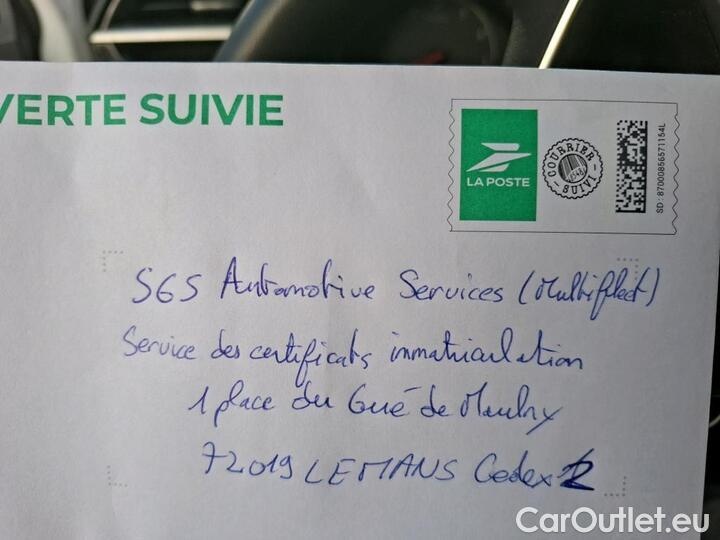 VERTE SUIVIE
LA POSTE
COURRIER SUIVI
SD : 87000856571154L
SGS Automotive Services (Multifleet)
Service des certificats immatriculation
1 place du Gué de Maulny
72019 LE MANS Cedex 2
CarOutlet.eu